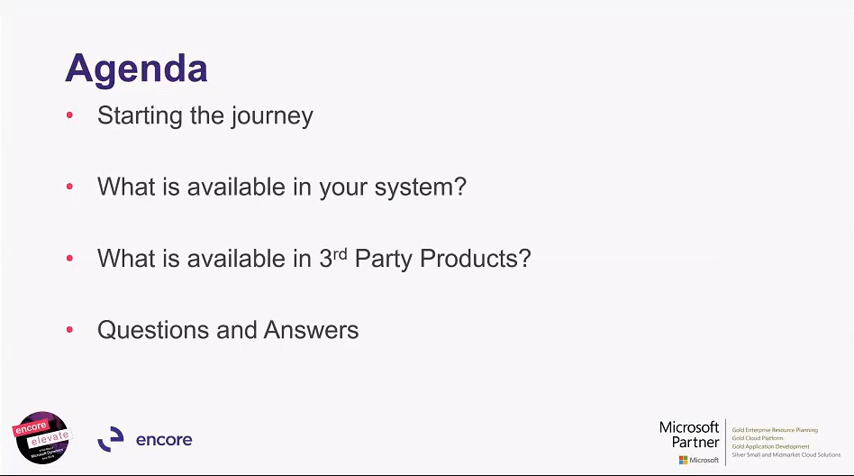 Agenda
• Starting the journey
• What is available in your system?
• What is available in 3rd Party Products?
• Questions and Answers
encore
elevate
Microsoft Dynamics
encore
Microsoft
Partner
Microsoft
Gold Enterprise Resource Planning
Gold Cloud Platform
Gold Application Development
Silver Small and Midmarket Cloud Solutions